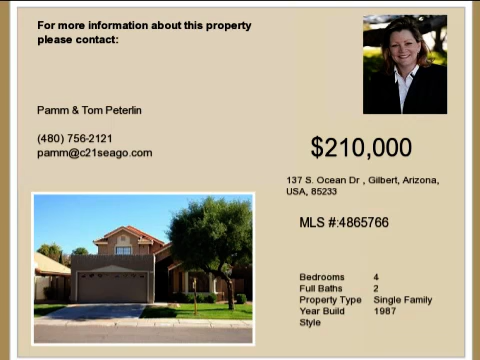 For more information about this property
please contact:
Pamm & Tom Peterlin
(480) 756-2121
pamm@c21seago.com
$210,000
137 S. Ocean Dr , Gilbert, Arizona,
USA, 85233
MLS #:4865766
Bedrooms 4
Full Baths 2
Property Type Single Family
Year Build 1987
Style